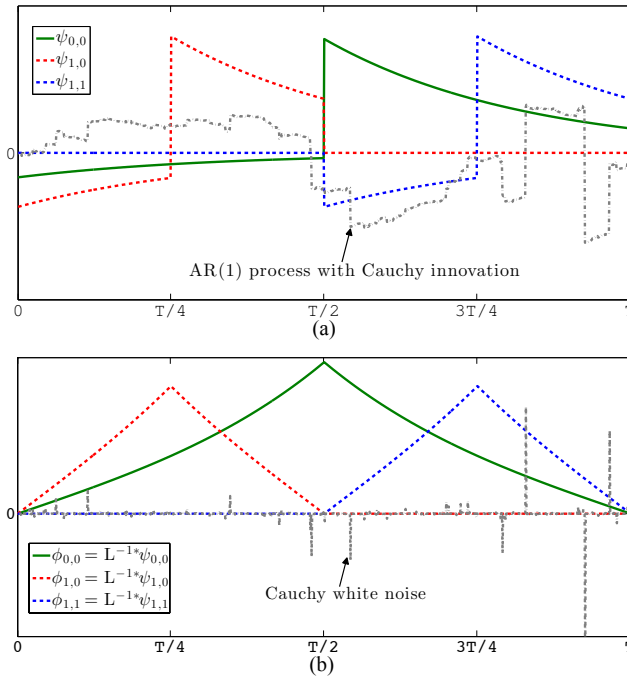 ψ0,0
ψ1,0
ψ1,1
0
AR(1) process with Cauchy innovation
0 T/4 T/2 3T/4 T
(a)
0
ϕ0,0 = L−1*ψ0,0
ϕ1,0 = L−1*ψ1,0
ϕ1,1 = L−1*ψ1,1
Cauchy white noise
0 T/4 T/2 3T/4
(b)